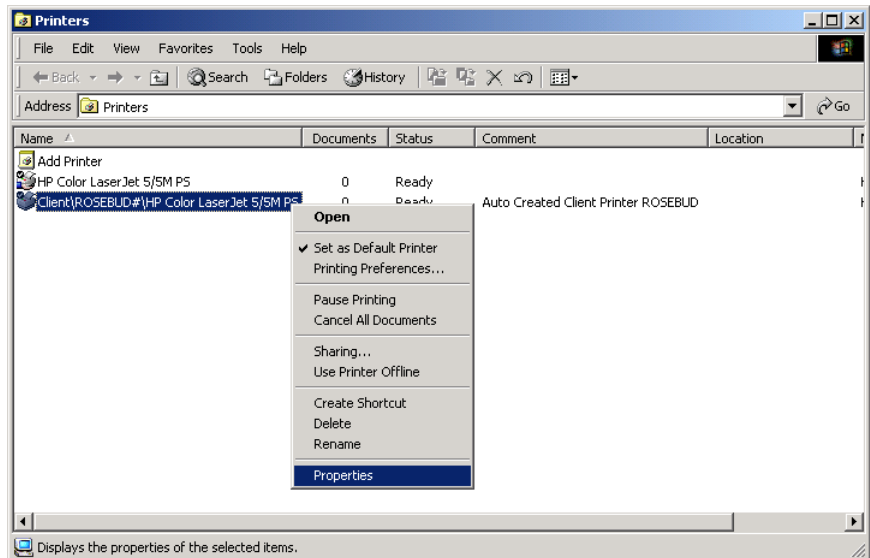 Printers
File Edit View Favorites Tools Help
Back Search Folders History
Address Printers Go
Name Documents Status Comment Location
Add Printer
HP Color LaserJet 5/5M PS 0 Ready
Client\ROSEBUD#\HP Color LaserJet 5/5M PS 0 Ready Auto Created Client Printer ROSEBUD
Open
Set as Default Printer
Printing Preferences...
Pause Printing
Cancel All Documents
Sharing...
Use Printer Offline
Create Shortcut
Delete
Rename
Properties
Displays the properties of the selected items.